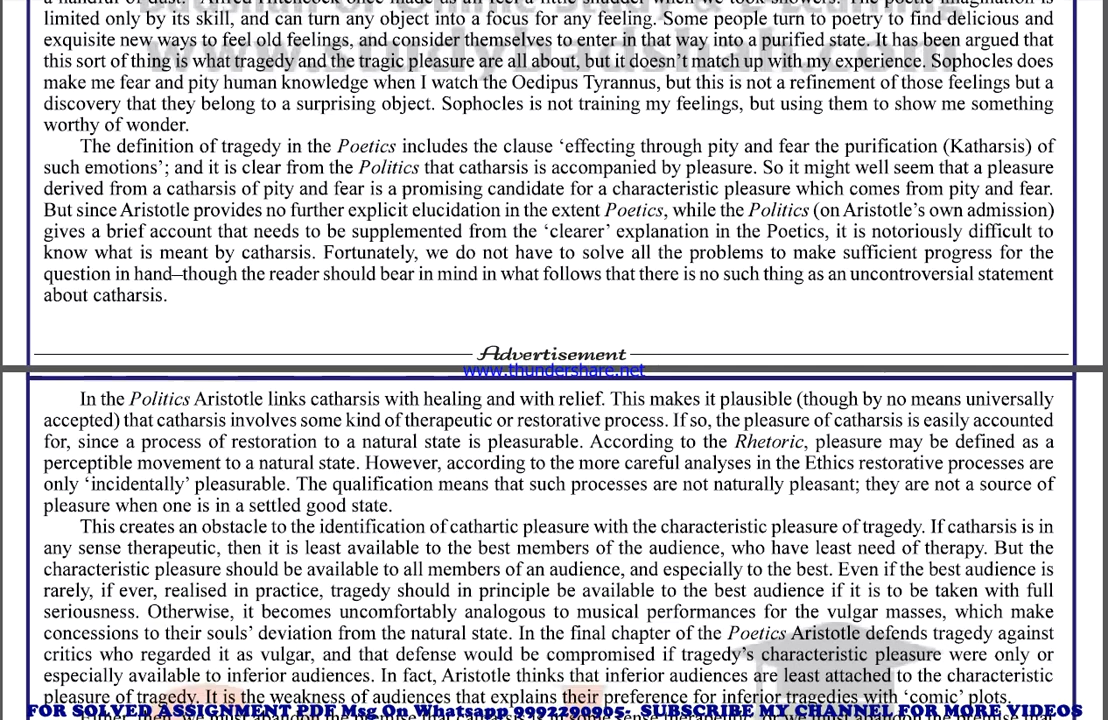 limited only by its skill, and can turn any object into a focus for any feeling. Some people turn to poetry to find delicious and
exquisite new ways to feel old feelings, and consider themselves to enter in that way into a purified state. It has been argued that
this sort of thing is what tragedy and the tragic pleasure are all about, but it doesn't match up with my experience. Sophocles does
make me fear and pity human knowledge when I watch the Oedipus Tyrannus, but this is not a refinement of those feelings but a
discovery that they belong to a surprising object. Sophocles is not training my feelings, but using them to show me something
worthy of wonder.
The definition of tragedy in the Poetics includes the clause ‘effecting through pity and fear the purification (Katharsis) of
such emotions’; and it is clear from the Politics that catharsis is accompanied by pleasure. So it might well seem that a pleasure
derived from a catharsis of pity and fear is a promising candidate for a characteristic pleasure which comes from pity and fear.
But since Aristotle provides no further explicit elucidation in the extent Poetics, while the Politics (on Aristotle’s own admission)
gives a brief account that needs to be supplemented from the ‘clearer’ explanation in the Poetics, it is notoriously difficult to
know what is meant by catharsis. Fortunately, we do not have to solve all the problems to make sufficient progress for the
question in hand–though the reader should bear in mind in what follows that there is no such thing as an uncontroversial statement
about catharsis.
Advertisement
www.thundershare.net
In the Politics Aristotle links catharsis with healing and with relief. This makes it plausible (though by no means universally
accepted) that catharsis involves some kind of therapeutic or restorative process. If so, the pleasure of catharsis is easily accounted
for, since a process of restoration to a natural state is pleasurable. According to the Rhetoric, pleasure may be defined as a
perceptible movement to a natural state. However, according to the more careful analyses in the Ethics restorative processes are
only ‘incidentally’ pleasurable. The qualification means that such processes are not naturally pleasant; they are not a source of
pleasure when one is in a settled good state.
This creates an obstacle to the identification of cathartic pleasure with the characteristic pleasure of tragedy. If catharsis is in
any sense therapeutic, then it is least available to the best members of the audience, who have least need of therapy. But the
characteristic pleasure should be available to all members of an audience, and especially to the best. Even if the best audience is
rarely, if ever, realised in practice, tragedy should in principle be available to the best audience if it is to be taken with full
seriousness. Otherwise, it becomes uncomfortably analogous to musical performances for the vulgar masses, which make
concessions to their souls’ deviation from the natural state. In the final chapter of the Poetics Aristotle defends tragedy against
critics who regarded it as vulgar, and that defense would be compromised if tragedy’s characteristic pleasure were only or
especially available to inferior audiences. In fact, Aristotle thinks that inferior audiences are least attached to the characteristic
pleasure of tragedy. It is the weakness of audiences that explains their preference for inferior tragedies with ‘comic’ plots.
FOR SOLVED ASSIGNMENT PDF Msg On Whatsapp 9992290905- SUBSCRIBE MY CHANNEL FOR MORE VIDEOS